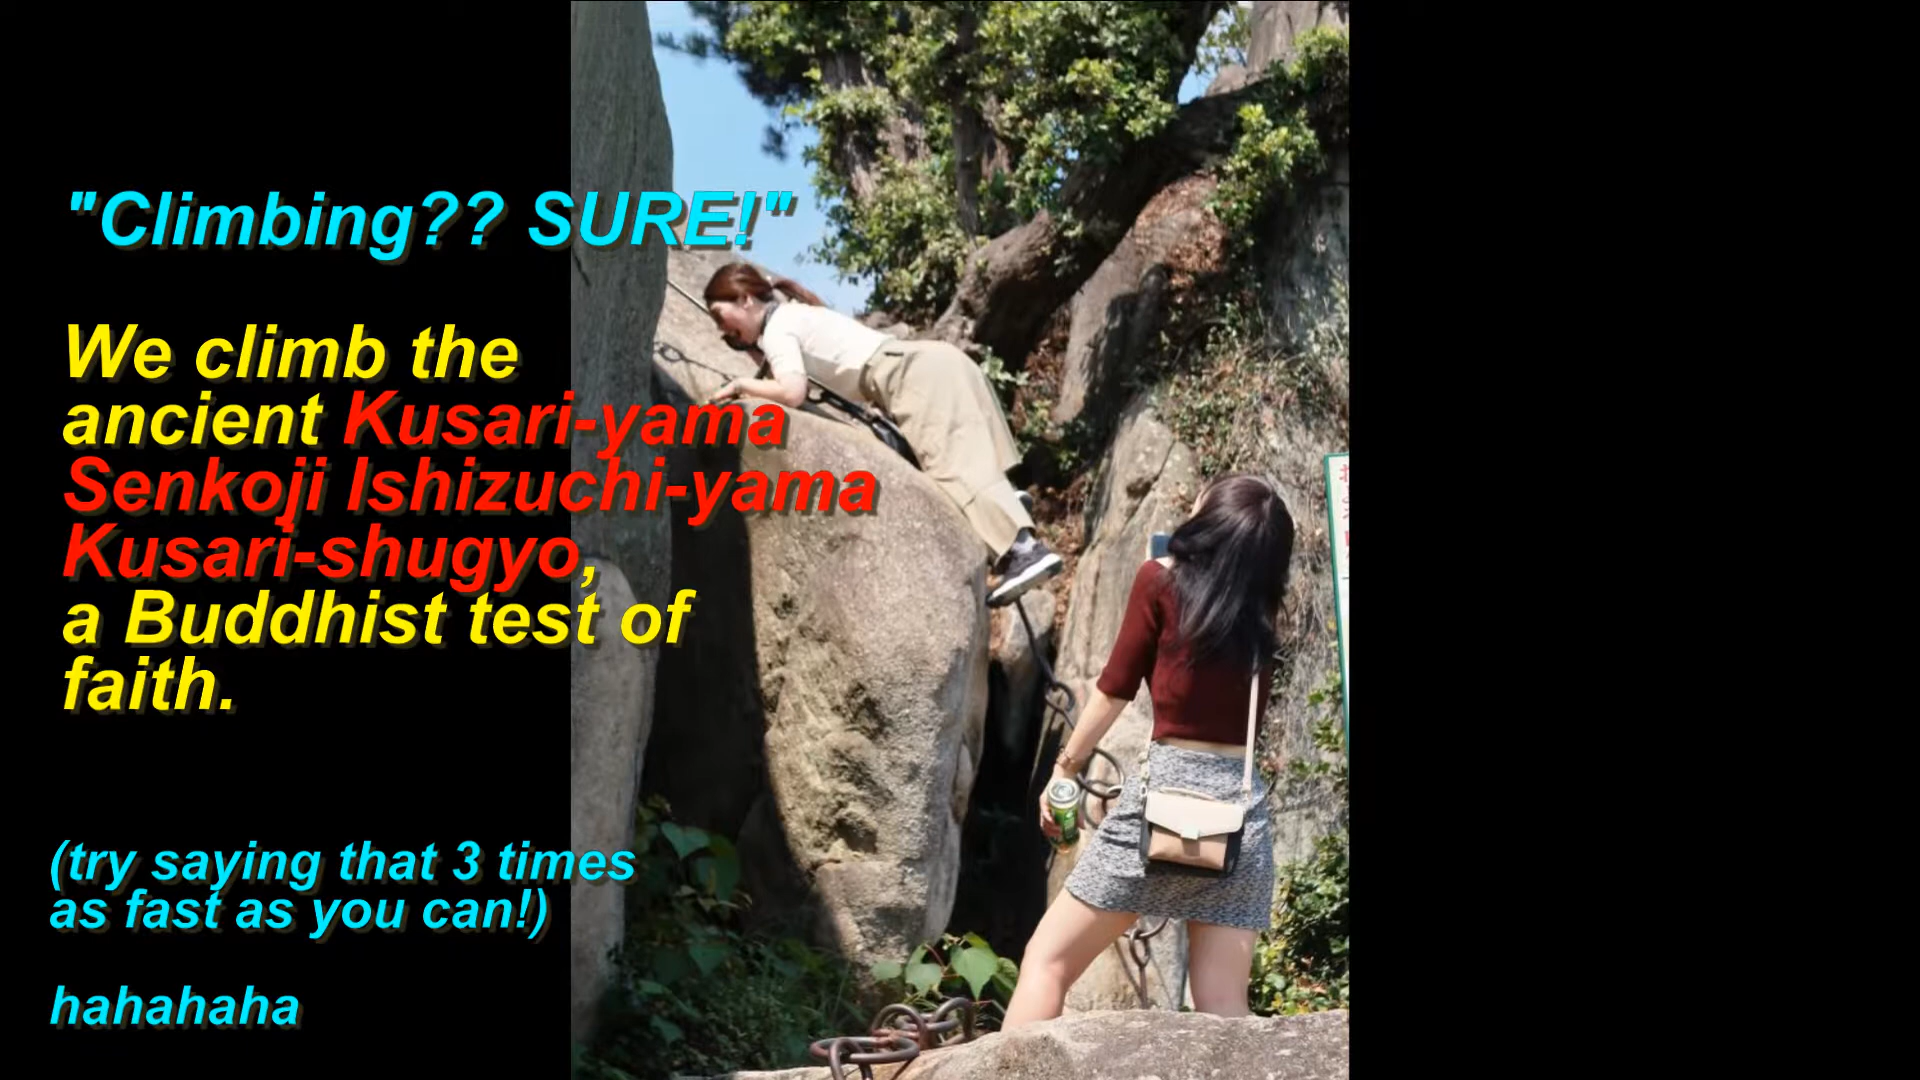 "Climbing?? SURE!"
We climb the
ancient Kusari-yama
Senkoji Ishizuchi-yama
Kusari-shugyo,
a Buddhist test of
faith.
(try saying that 3 times
as fast as you can!)
hahahaha